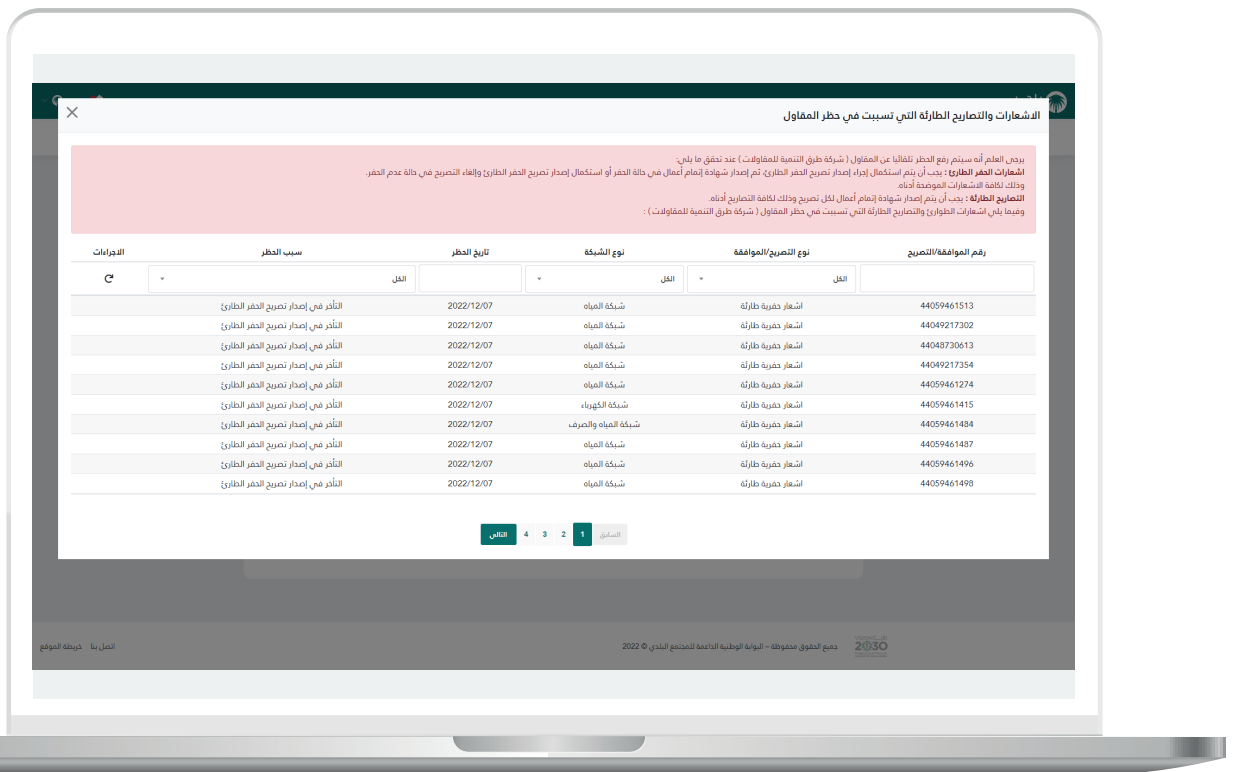 الاشعارات والتصاريح الطارئة التي تسببت في حظر المقاول
يرجى العلم أنه سيتم رفع الحظر تلقائيا عن المقاول ( شركة طرق التنمية للمقاولات ) عند تحقق ما يلي:
اشعارات الحفر الطارئ : يجب أن يتم استكمال إجراء إصدار تصريح الحفر الطارئ، ثم إصدار شهادة إتمام أعمال في حالة الحفر أو استكمال إصدار تصريح الحفر الطارئ وإلغاء التصريح في حالة عدم الحفر.
وذلك لكافة الاشعارات الموضحة أدناه.
التصاريح الطارئة : يجب أن يتم إصدار شهادة إتمام أعمال لكل تصريح وذلك لكافة التصاريح أدناه.
وفيما يلي اشعارات الطوارئ والتصاريح الطارئة التي تسببت في حظر المقاول ( شركة طرق التنمية للمقاولات ) :
رقم الموافقة/التصريح نوع التصريح/الموافقة نوع الشبكة تاريخ الحظر سبب الحظر الاجراءات
الكل الكل الكل
44059461513 اشعار حفرية طارئة شبكة المياه 2022/12/07 التأخر في إصدار تصريح الحفر الطارئ
44049217302 اشعار حفرية طارئة شبكة المياه 2022/12/07 التأخر في إصدار تصريح الحفر الطارئ
44048730613 اشعار حفرية طارئة شبكة المياه 2022/12/07 التأخر في إصدار تصريح الحفر الطارئ
44049217354 اشعار حفرية طارئة شبكة المياه 2022/12/07 التأخر في إصدار تصريح الحفر الطارئ
44059461274 اشعار حفرية طارئة شبكة المياه 2022/12/07 التأخر في إصدار تصريح الحفر الطارئ
44059461415 اشعار حفرية طارئة شبكة الكهرباء 2022/12/07 التأخر في إصدار تصريح الحفر الطارئ
44059461484 اشعار حفرية طارئة شبكة المياه والصرف 2022/12/07 التأخر في إصدار تصريح الحفر الطارئ
44059461487 اشعار حفرية طارئة شبكة المياه 2022/12/07 التأخر في إصدار تصريح الحفر الطارئ
44059461496 اشعار حفرية طارئة شبكة المياه 2022/12/07 التأخر في إصدار تصريح الحفر الطارئ
44059461498 اشعار حفرية طارئة شبكة المياه 2022/12/07 التأخر في إصدار تصريح الحفر الطارئ
السابق 1 2 3 4 التالي
2030 جميع الحقوق محفوظة – البوابة الوطنية الداعمة للمجتمع البلدي © 2022 اتصل بنا خريطة الموقع